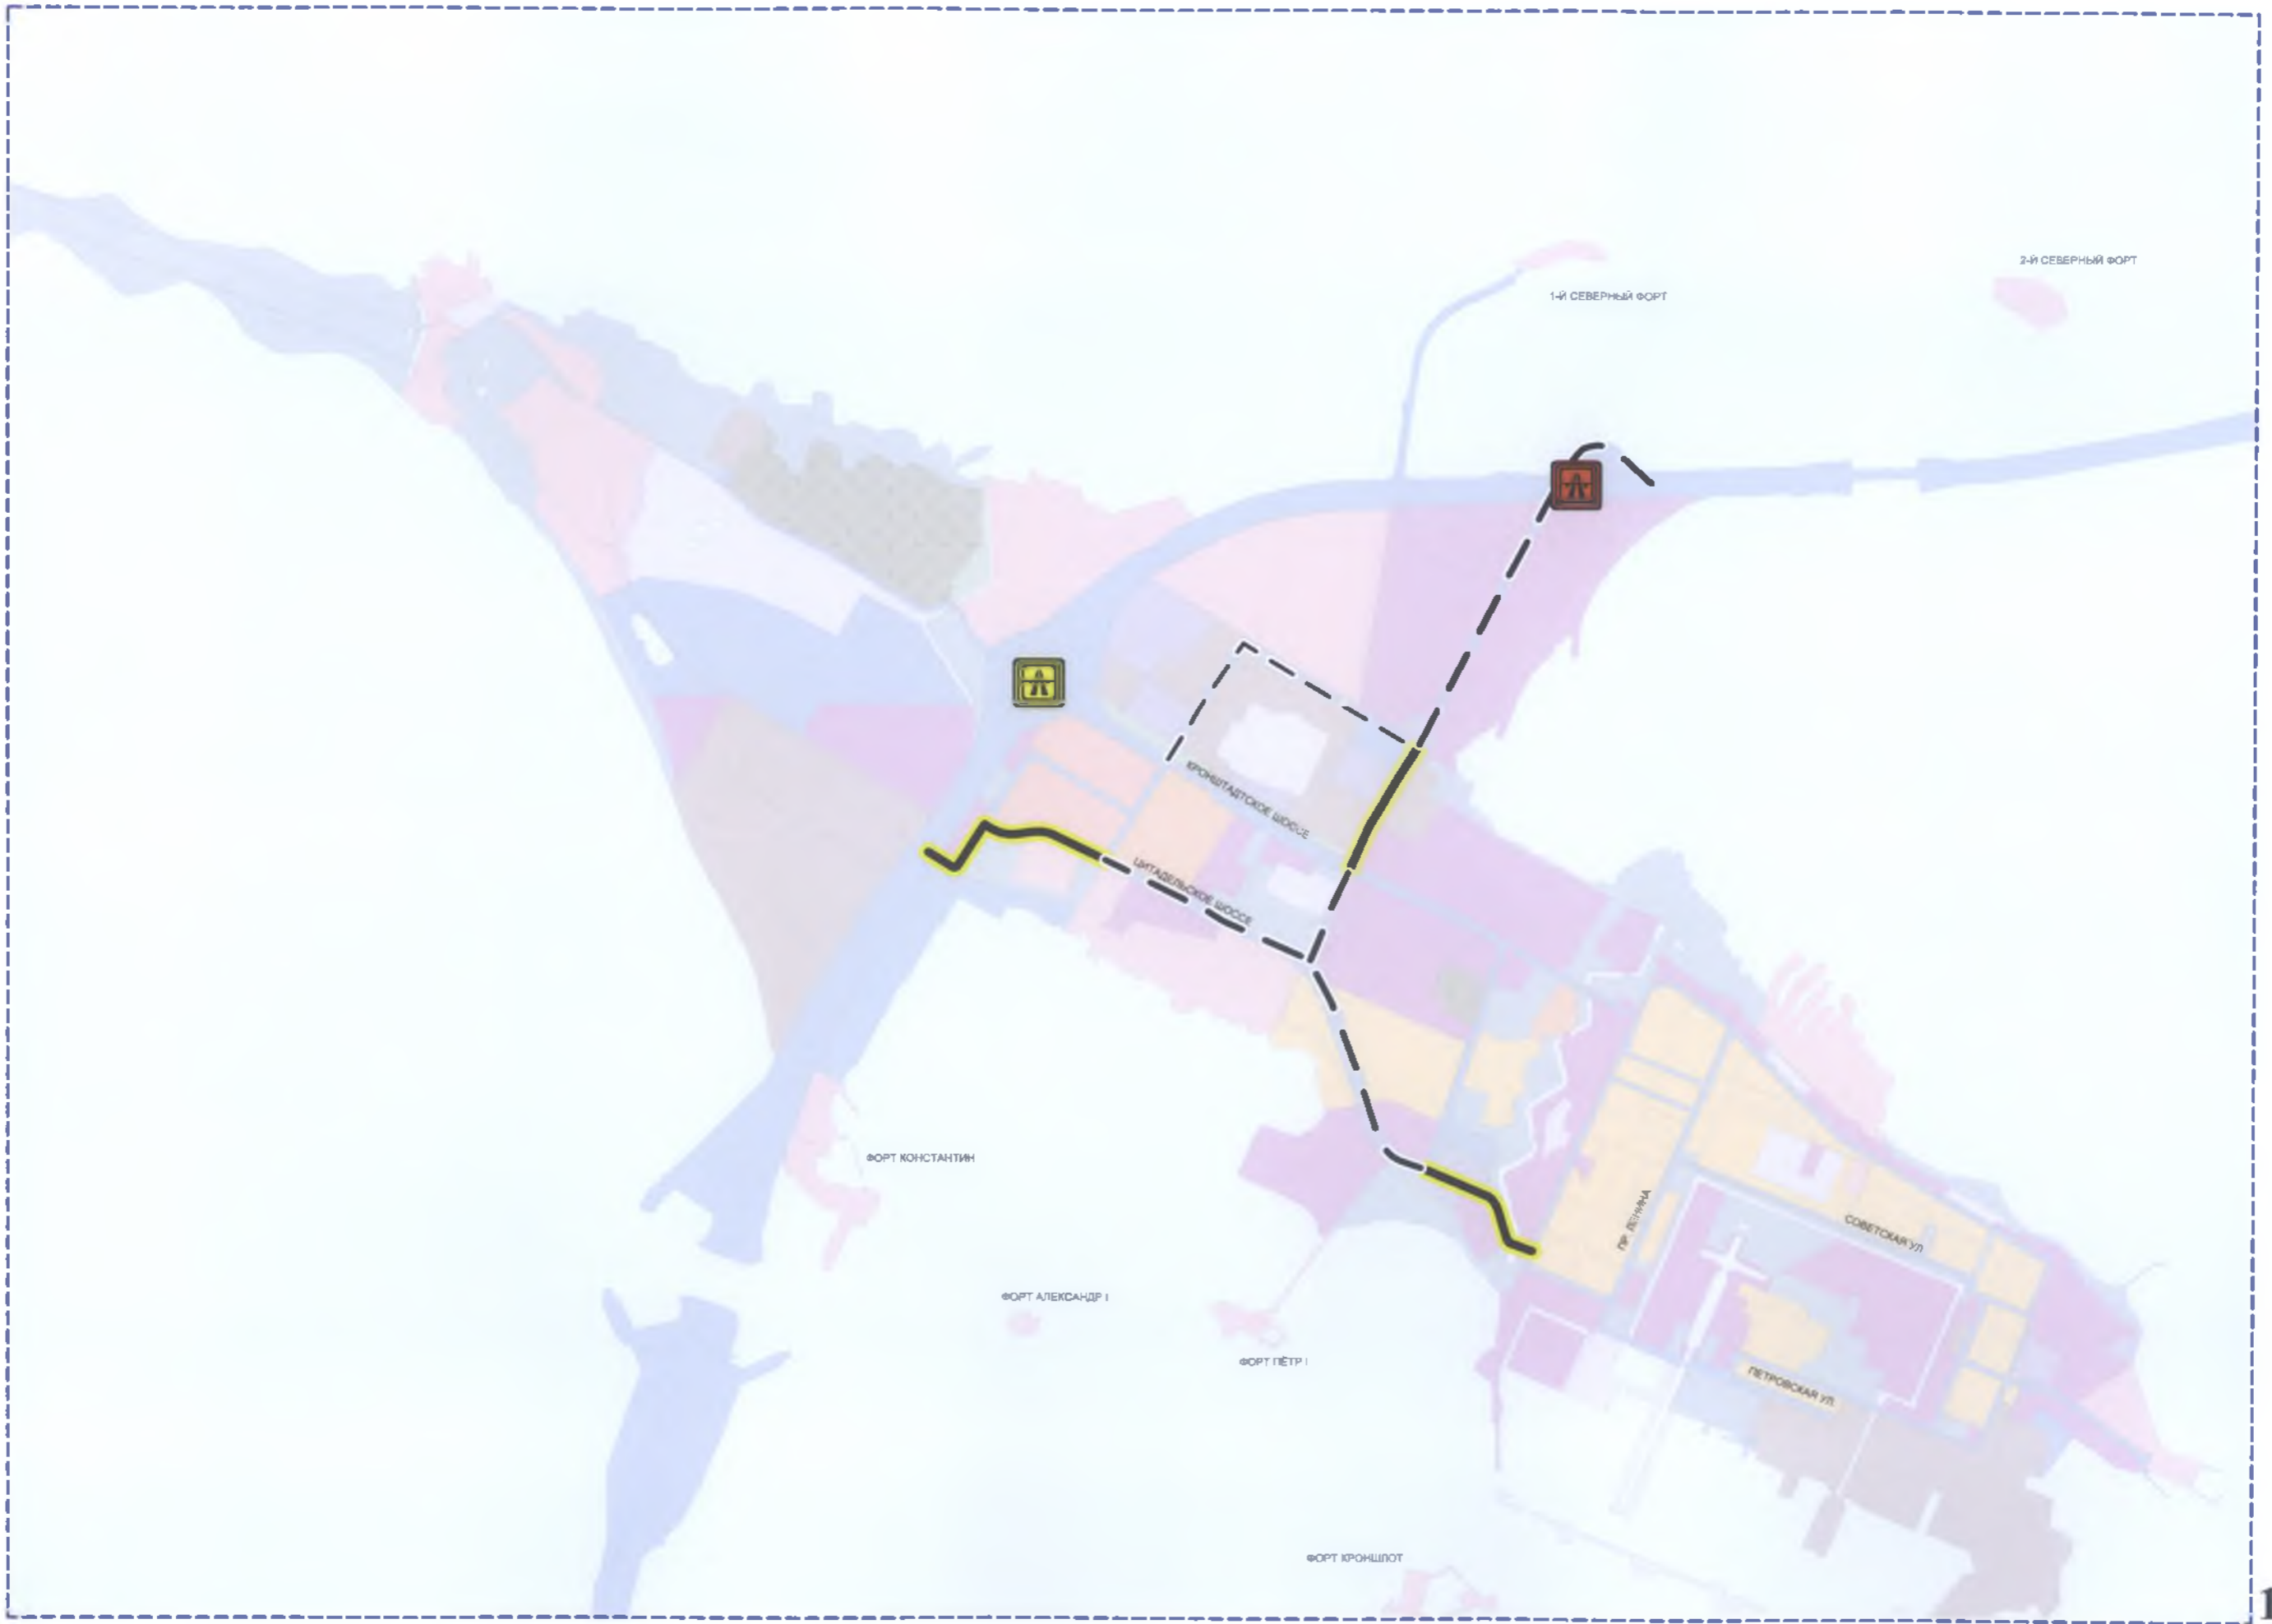 2-Й СЕВЕРНЫЙ ФОРТ
1-Й СЕВЕРНЫЙ ФОРТ
КРОНШТАДТСКОЕ ШОССЕ
ЦИТАДЕЛЬСКОЕ ШОССЕ
ФОРТ КОНСТАНТИН
ПР. ЛЕНИНА
СОВЕТСКАЯ УЛ
ФОРТ АЛЕКСАНДР I
ФОРТ ПЁТР I
ПЕТРОВСКАЯ УЛ.
ФОРТ КРОНШЛОТ
1